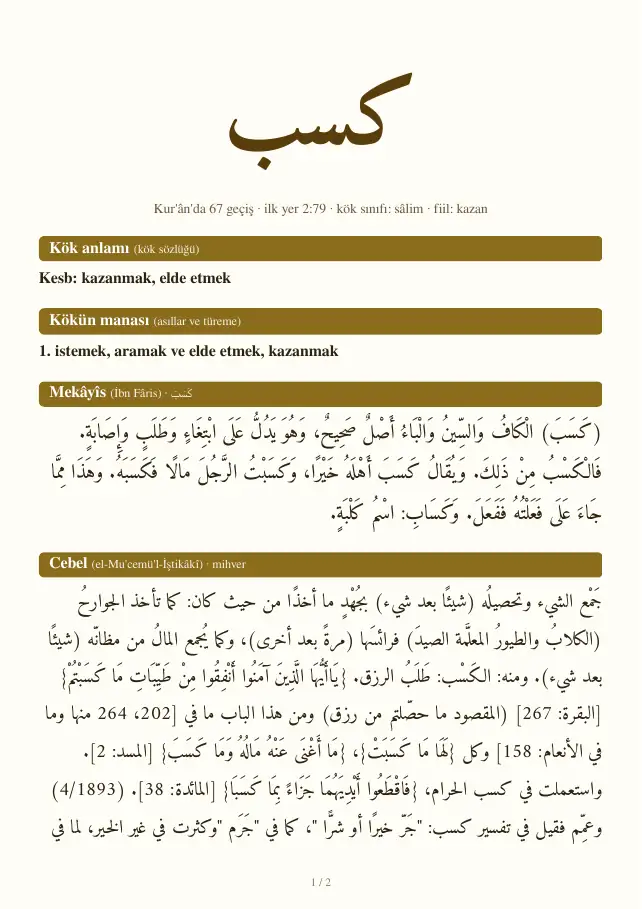 كسب
Kur'ân'da 67 geçiş · ilk yer 2:79 · kök sınıfı: sâlim · fiil: kazan
Kök anlamı (kök sözlüğü)
Kesb: kazanmak, elde etmek
Kökün manası (asıllar ve türeme)
1. istemek, aramak ve elde etmek, kazanmak
Mekâyîs (İbn Fâris) · كَسَبَ
(كَسَبَ) الْكَافُ وَالسِّينُ وَالْبَاءُ أَصْلٌ صَحِيحٌ، وَهُوَ يَدُلُّ عَلَى ابْتِغَاءٍ وَطَلَبٍ وَإِصَابَةٍ.
فَالْكَسْبُ مِنْ ذَلِكَ. وَيُقَالُ كَسَبَ أَهْلَهُ خَيْرًا، وَكَسَبْتُ الرَّجُلَ مَالًا فَكَسَبَهُ. وَهَذَا مِمَّا
جَاءَ عَلَى فَعَلْتُهُ فَفَعَلَ. وَكَسَابِ: اسْمُ كَلْبَةٍ.
Cebel (el-Mu'cemü'l-İştikâkî) · mihver
جَمْع الشيء وتحصيلُه (شيئًا بعد شيء) بجُهْدٍ ما أخذًا من حيث كان: كما تأخذ الجوارحُ
(الكلابُ والطيورُ المعلَّمة الصيدَ) فرائسَها (مرةً بعد أخرى)، وكما يُجمع المالُ من مظانّه (شيئًا
بعد شيء). ومنه: الكَسْب: طَلَبُ الرزق. {يَاأَيُّهَا الَّذِينَ آمَنُوا أَنْفِقُوا مِنْ طَيِّبَاتِ مَا كَسَبْتُمْ}
[البقرة: 267] (المقصود ما حصّلتم من رزق) ومن هذا الباب ما في [202، 264 منها وما
في الأنعام: 158] وكل {لَهَا مَا كَسَبَتْ}، {مَا أَغْنَى عَنْهُ مَالُهُ وَمَا كَسَبَ} [المسد: 2].
واستعملت في كسب الحرام، {فَاقْطَعُوا أَيْدِيَهُمَا جَزَاءً بِمَا كَسَبَا} [المائدة: 38]. (4/1893)
وعمِّم فقيل في تفسير كسب: "جَرّ خيرًا أو شرًّا "، كما في "جَرَم "وكثرت في غير الخير، لما في
1 / 2